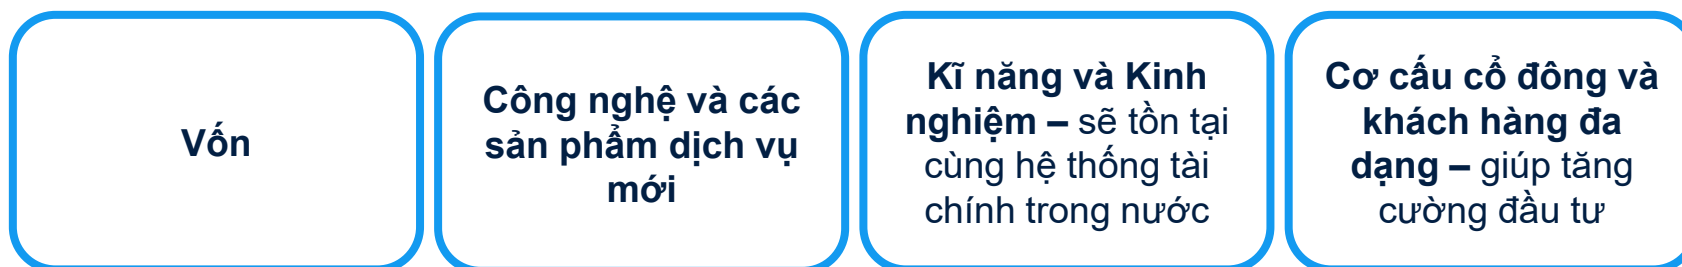 Vốn
Công nghệ và các
sản phẩm dịch vụ
mới
Kĩ năng và Kinh
nghiệm – sẽ tồn tại
cùng hệ thống tài
chính trong nước
Cơ cấu cổ đông và
khách hàng đa
dạng – giúp tăng
cường đầu tư